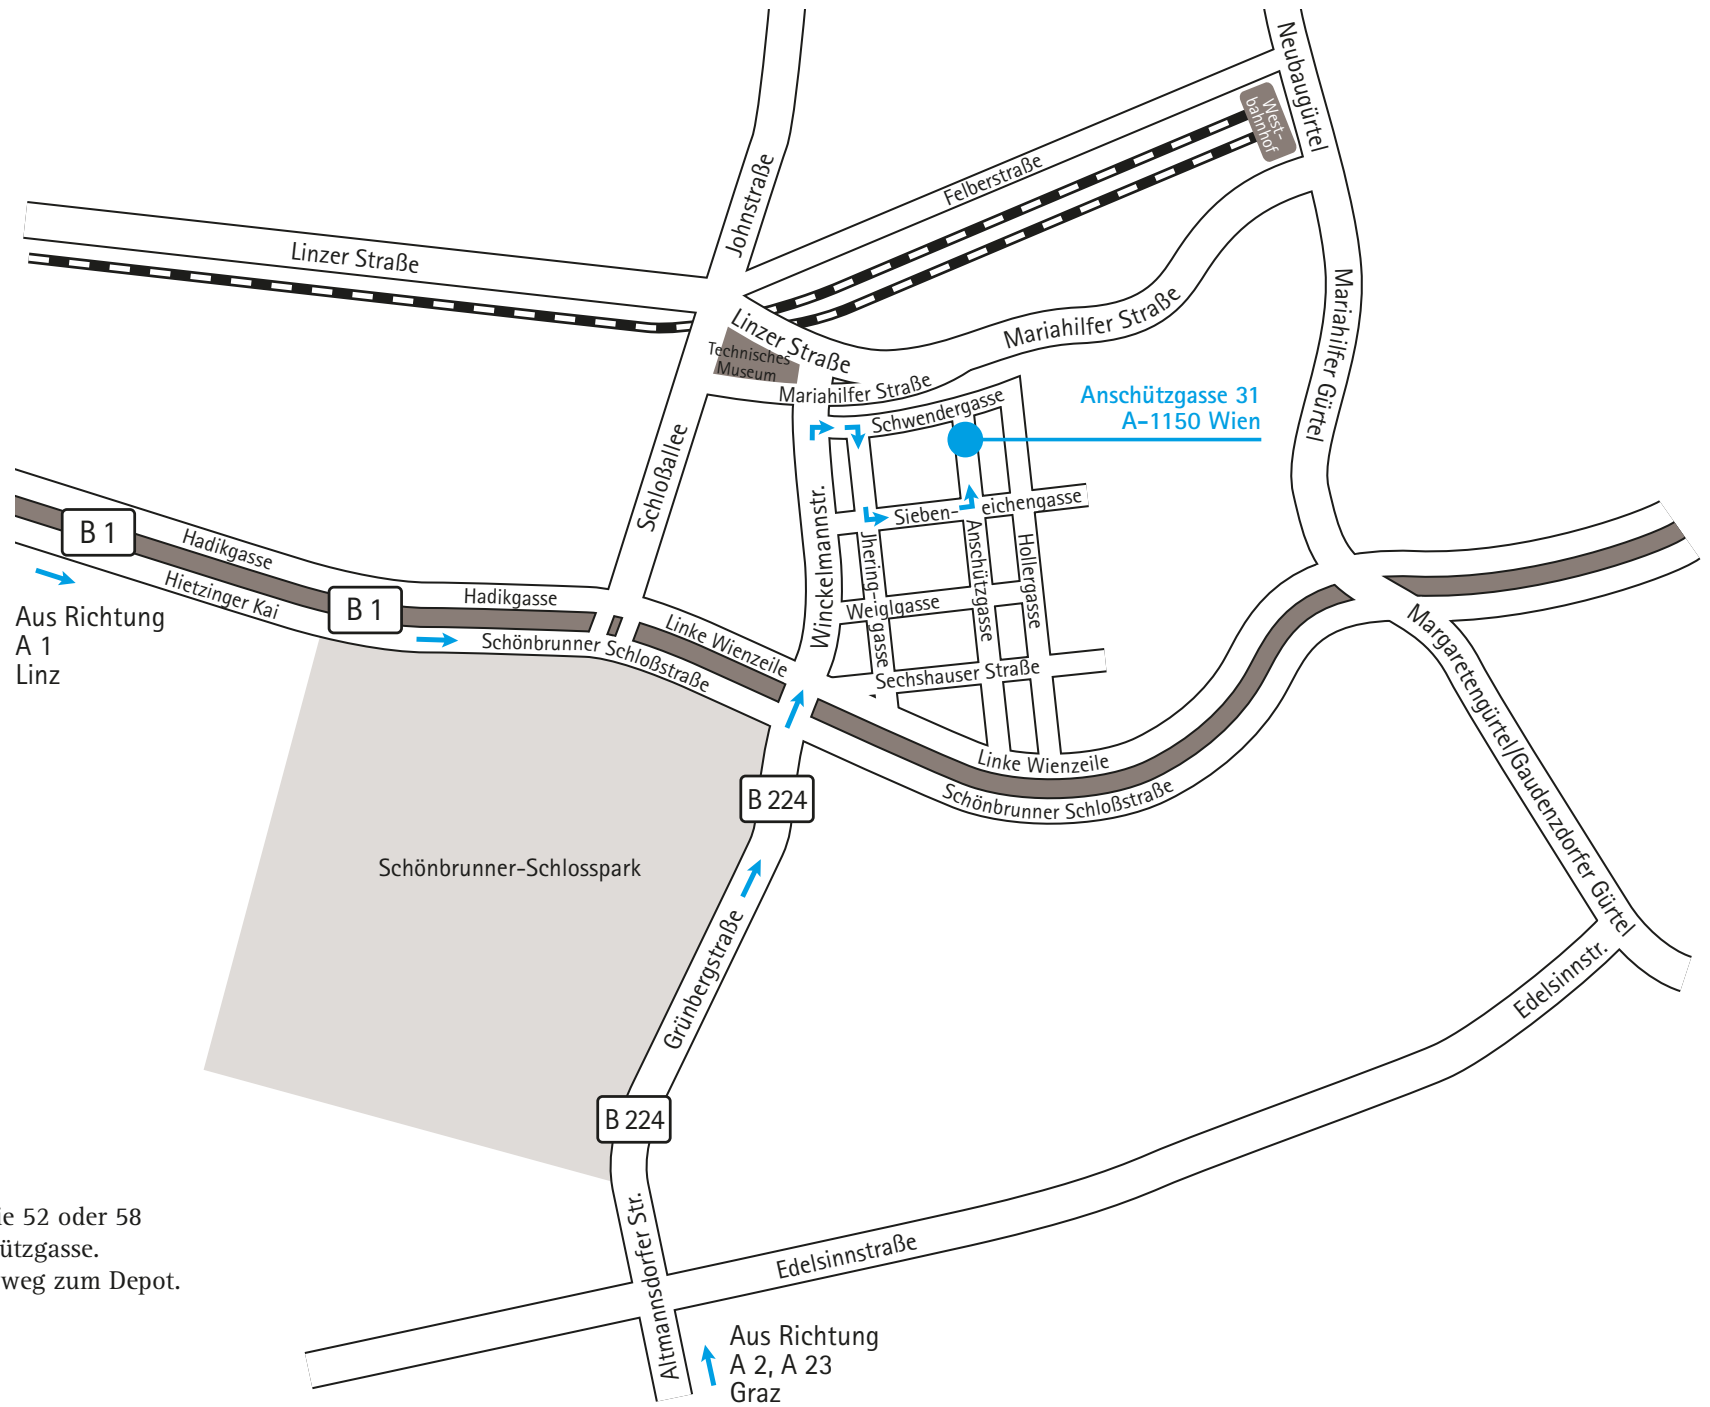 Neubaugürtel
West-
bahnhof
Felberstraße
Johnstraße
Linzer Straße
Mariahilfer Straße
Mariahilfer Gürtel
Linzer Straße
Technisches
Museum
Mariahilfer Straße
Schwendergasse
Anschützgasse 31
A-1150 Wien
Schloßallee
Winckelmannstr.
Sieben-
eichengasse
Jhering-
gasse
Anschützgasse
Hollergasse
Weiglgasse
Sechshauser Straße
B 1
Hadikgasse
Hietzinger Kai
B 1
Hadikgasse
Schönbrunner Schloßstraße
Linke Wienzeile
Aus Richtung
A 1
Linz
Linke Wienzeile
Schönbrunner Schloßstraße
Margaretengürtel/Gaudenzdorfer Gürtel
B 224
Schönbrunner-Schlosspark
Grünbergstraße
Edelsinnstr.
B 224
Altmannsdorfer Str.
Edelsinnstraße
ie 52 oder 58
ützgasse.
weg zum Depot.
Aus Richtung
A 2, A 23
Graz